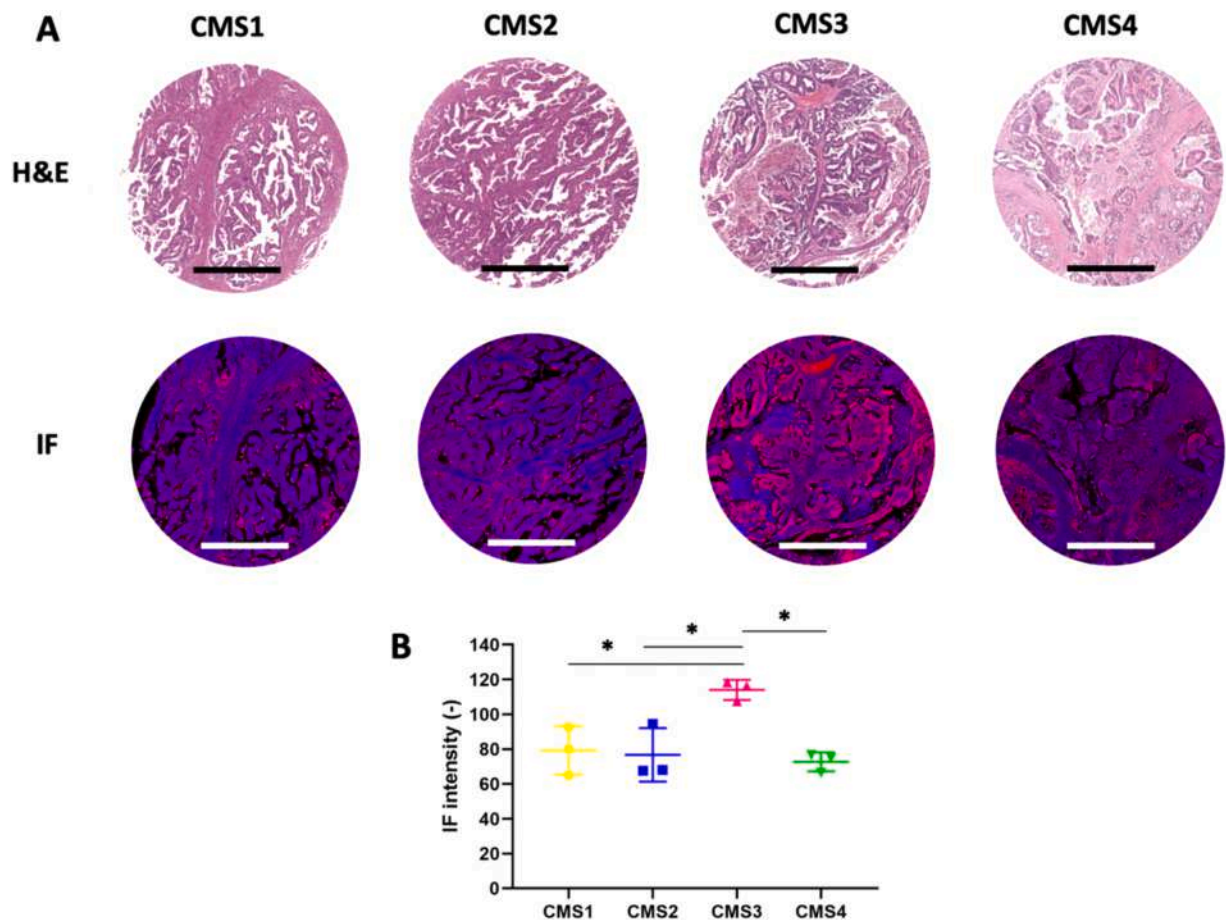 A
CMS1 CMS2 CMS3 CMS4
H&E
IF
B
* * *
IF intensity (-)
140
120
100
80
60
40
20
0
CMS1 CMS2 CMS3 CMS4